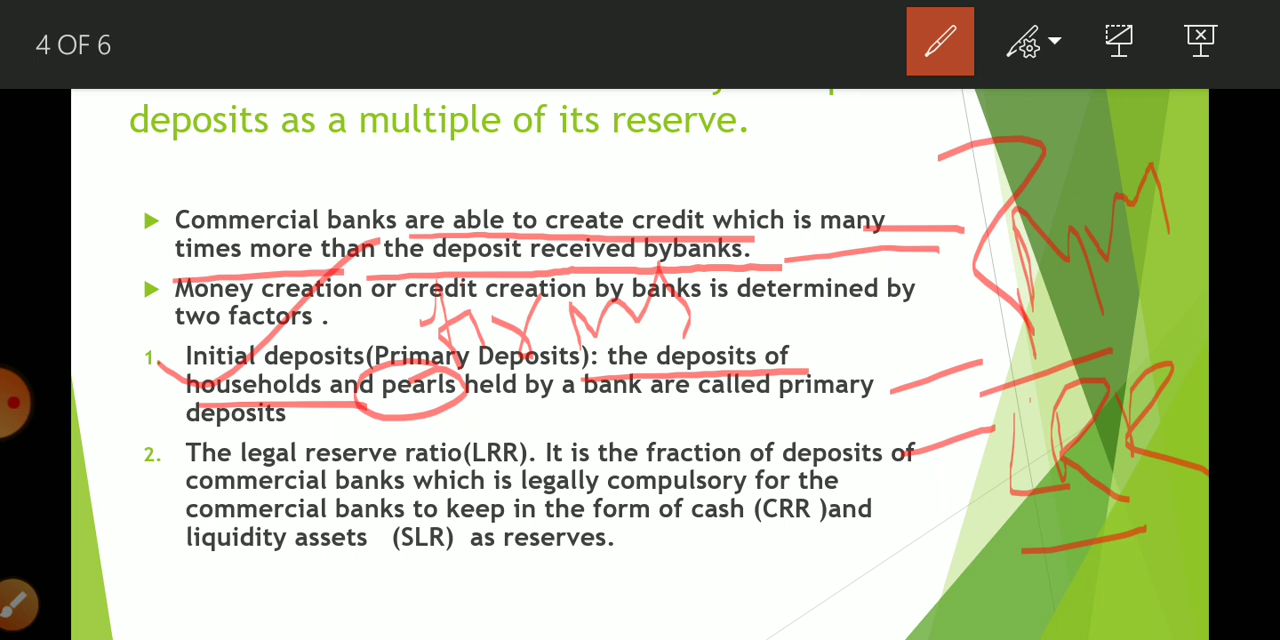 4 OF 6
deposits as a multiple of its reserve.
Commercial banks are able to create credit which is many
times more than the deposit received bybanks.
Money creation or credit creation by banks is determined by
two factors .
1. Initial deposits(Primary Deposits): the deposits of
households and pearls held by a bank are called primary
deposits
firms
2. The legal reserve ratio(LRR). It is the fraction of deposits of
commercial banks which is legally compulsory for the
commercial banks to keep in the form of cash (CRR )and
liquidity assets (SLR) as reserves.
LRR